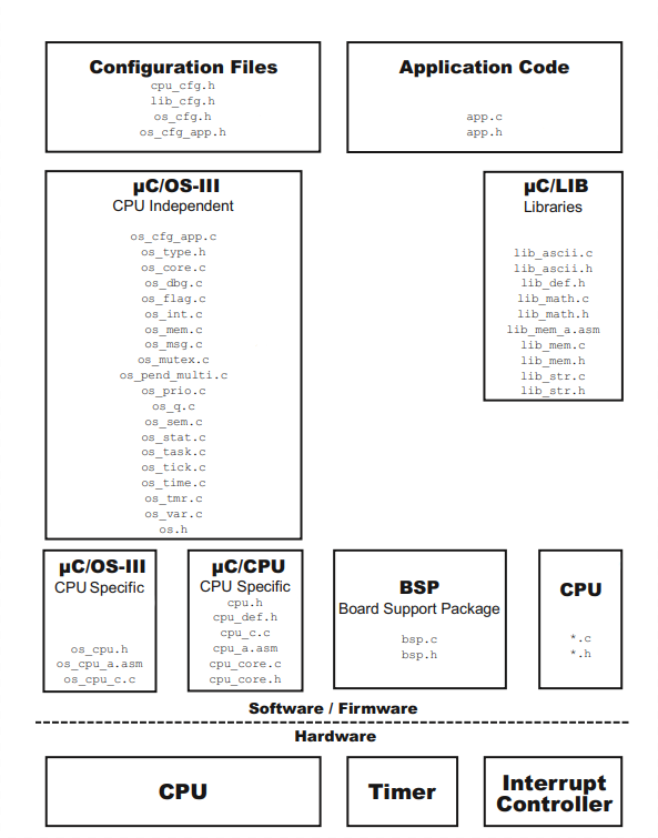 Configuration Files
cpu_cfg.h
lib_cfg.h
os_cfg.h
os_cfg_app.h
Application Code
app.c
app.h
µC/OS-III
CPU Independent
os_cfg_app.c
os_type.h
os_core.c
os_dbg.c
os_flag.c
os_int.c
os_mem.c
os_msg.c
os_mutex.c
os_pend_multi.c
os_prio.c
os_q.c
os_sem.c
os_stat.c
os_task.c
os_tick.c
os_time.c
os_tmr.c
os_var.c
os.h
µC/LIB
Libraries
lib_ascii.c
lib_ascii.h
lib_def.h
lib_math.c
lib_math.h
lib_mem_a.asm
lib_mem.c
lib_mem.h
lib_str.c
lib_str.h
µC/OS-III
CPU Specific
os_cpu.h
os_cpu_a.asm
os_cpu_c.c
µC/CPU
CPU Specific
cpu.h
cpu_def.h
cpu_c.c
cpu_a.asm
cpu_core.c
cpu_core.h
BSP
Board Support Package
bsp.c
bsp.h
CPU
*.c
*.h
Software / Firmware
Hardware
CPU
Timer
Interrupt
Controller